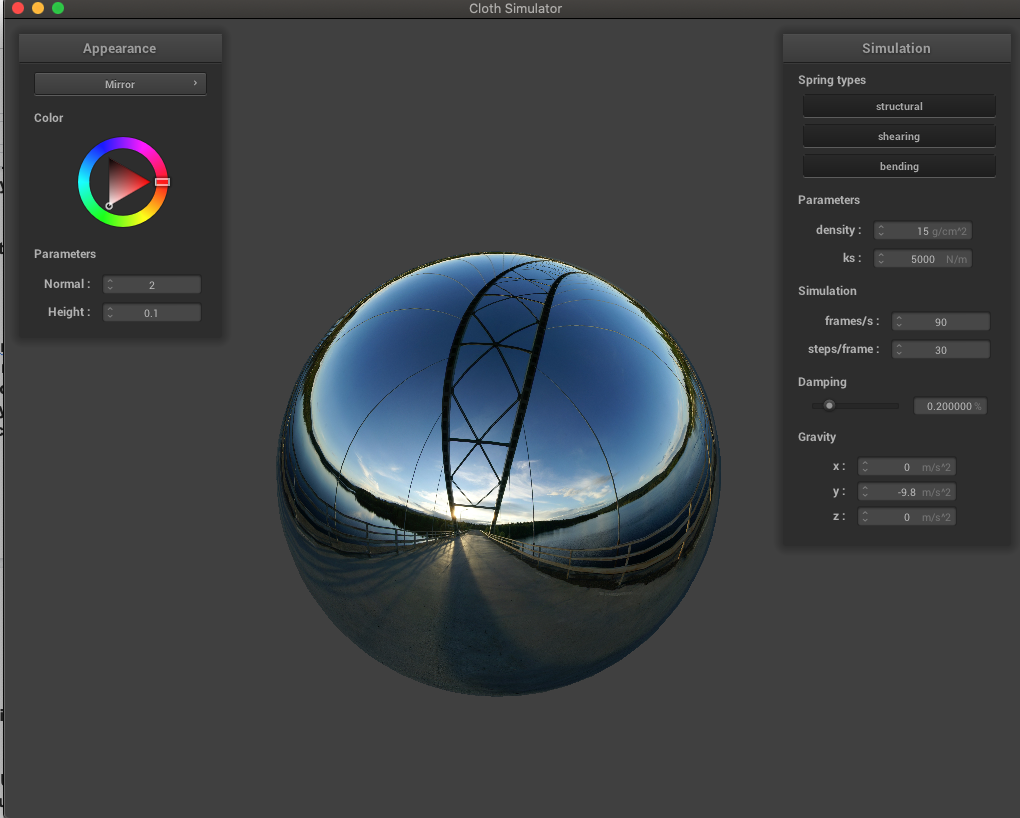 Cloth Simulator
Appearance
Mirror
Color
Parameters
Normal : 2
Height : 0.1
Simulation
Spring types
structural
shearing
bending
Parameters
density : 15 g/cm^2
ks : 5000 N/m
Simulation
frames/s : 90
steps/frame : 30
Damping
0.200000 %
Gravity
x : 0 m/s^2
y : -9.8 m/s^2
z : 0 m/s^2